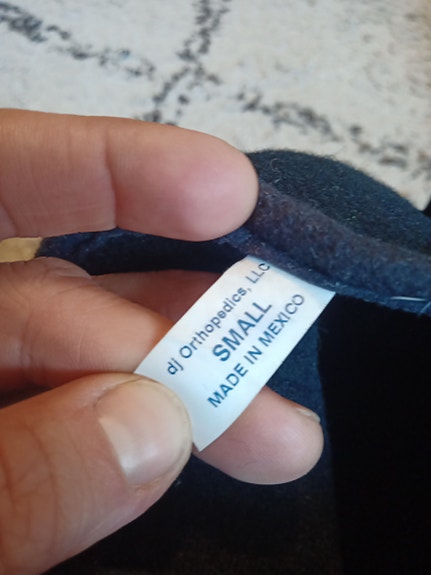 dj Orthopedics, LLC
SMALL
MADE IN MEXICO